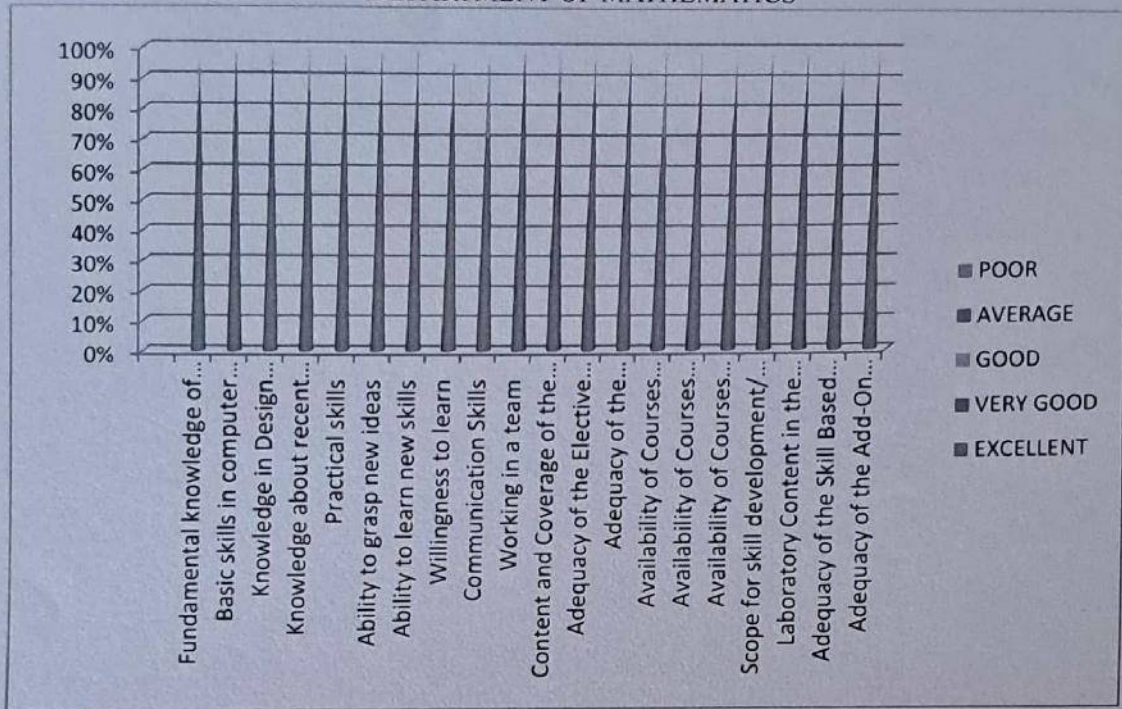 OF MATHEMATICS
100%
90%
80%
70%
60%
50%
40%
30%
20%
10%
0%
Fundamental knowledge of...
Basic skills in computer...
Knowledge in Design...
Knowledge about recent...
Practical skills
Ability to grasp new ideas
Ability to learn new skills
Willingness to learn
Communication Skills
Working in a team
Content and Coverage of the...
Adequacy of the Elective...
Adequacy of the...
Availability of Courses...
Availability of Courses...
Availability of Courses...
Scope for skill development/...
Laboratory Content in the...
Adequacy of the Skill Based...
Adequacy of the Add-On...
POOR
AVERAGE
GOOD
VERY GOOD
EXCELLENT